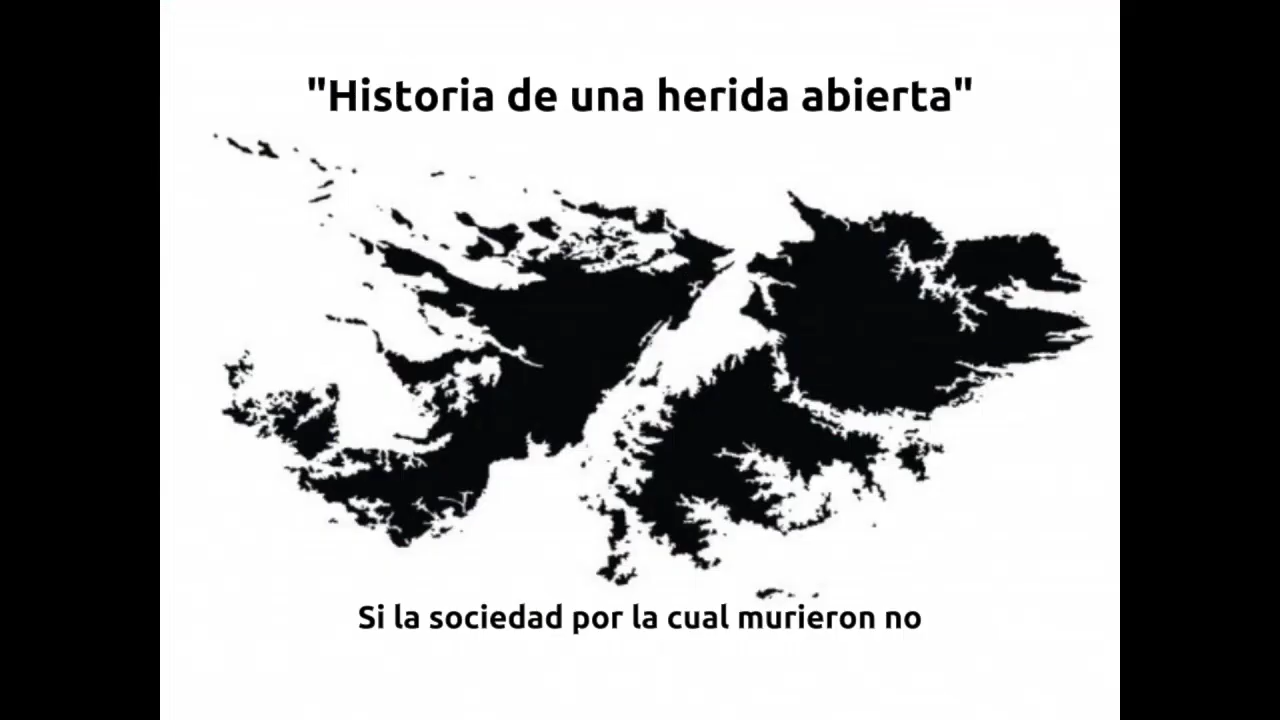 "Historia de una herida abierta"
Si la sociedad por la cual murieron no